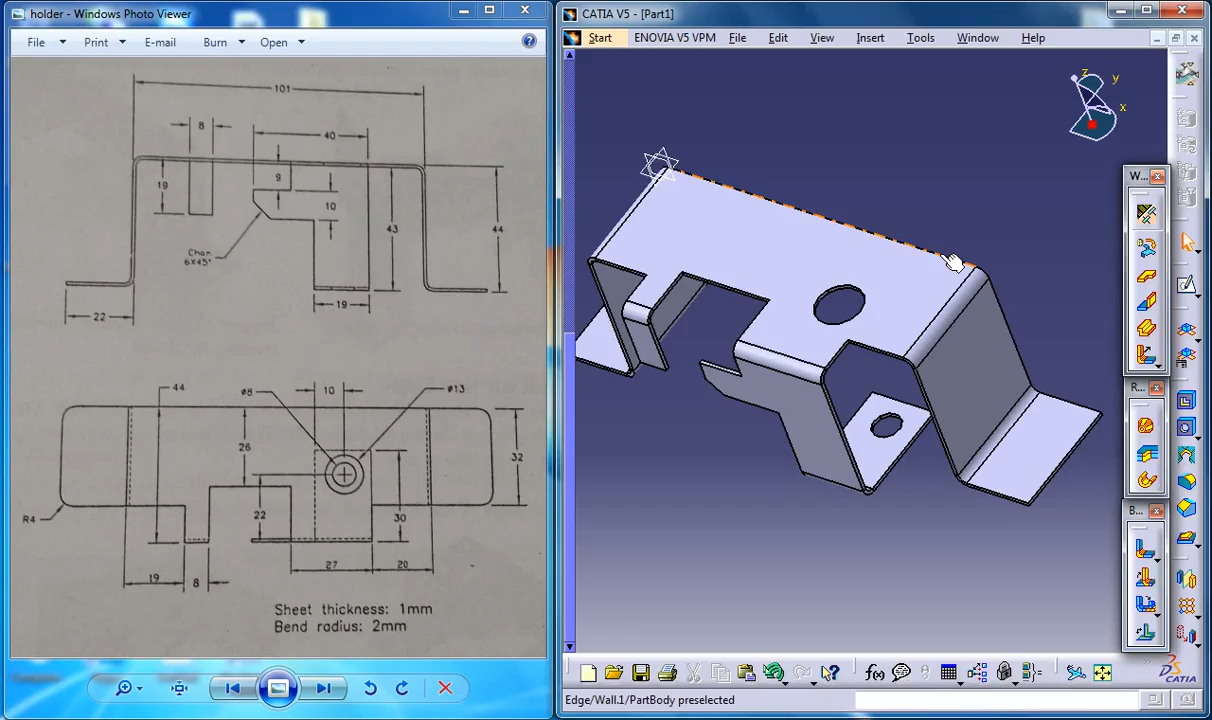 holder - Windows Photo Viewer
File Print E-mail Burn Open
101
8
40
19
9
10
43
44
Cham
6X45°
22
19
44
ø8
10
ø13
26
22
32
30
R4
19
8
27
20
Sheet thickness: 1mm
Bend radius: 2mm
CATIA V5 - [Part1]
Start ENOVIA V5 VPM File Edit View Insert Tools Window Help
z
y
x
W...
R...
B...
f(x)
CATIA
Edge/Wall.1/PartBody preselected